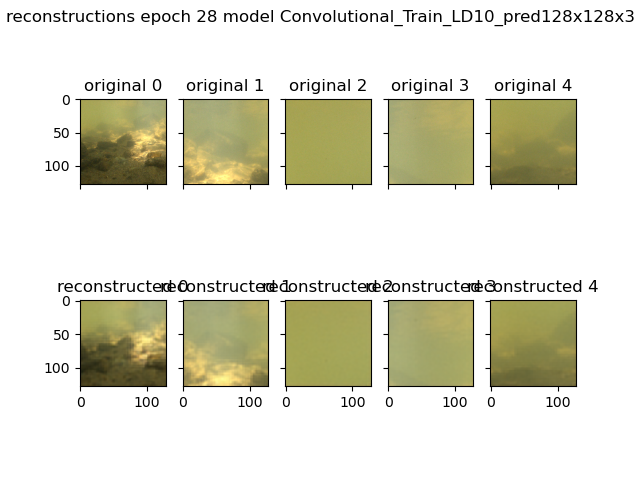 reconstructions epoch 28 model Convolutional_Train_LD10_pred128x128x3
original 0 original 1 original 2 original 3 original 4
0
50
100
reconstructed 0 reconstructed 1 reconstructed 2 reconstructed 3 reconstructed 4
0
50
100
0 100 0 100 0 100 0 100 0 100